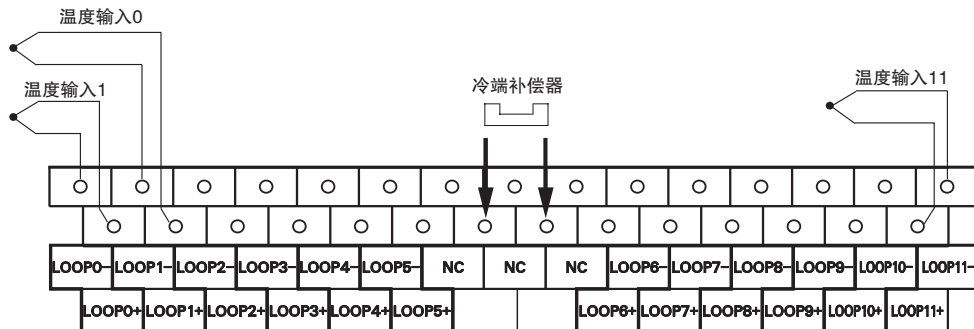 温度输入0
温度输入1
冷端补偿器
温度输入11
LOOP0- LOOP1- LOOP2- LOOP3- LOOP4- LOOP5- NC NC NC LOOP6- LOOP7- LOOP8- LOOP9- LOOP10- LOOP11-
LOOP0+ LOOP1+ LOOP2+ LOOP3+ LOOP4+ LOOP5+ LOOP6+ LOOP7+ LOOP8+ LOOP9+ LOOP10+ LOOP11+